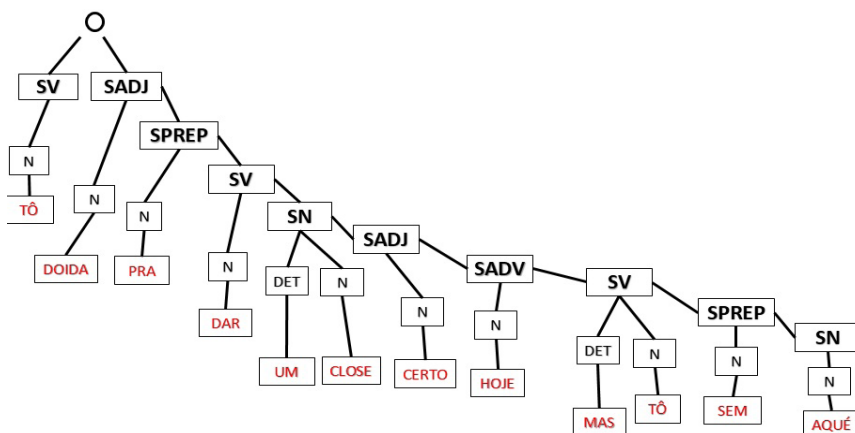 SV
SADJ
SPREP
N
SV
N
TÔ
N
SN
SADJ
DOIDA
PRA
N
SADV
DET
N
SV
DAR
N
N
SPREP
SN
DET
N
N
UM
CLOSE
CERTO
HOJE
N
MAS
TÔ
SEM
AQUÉ